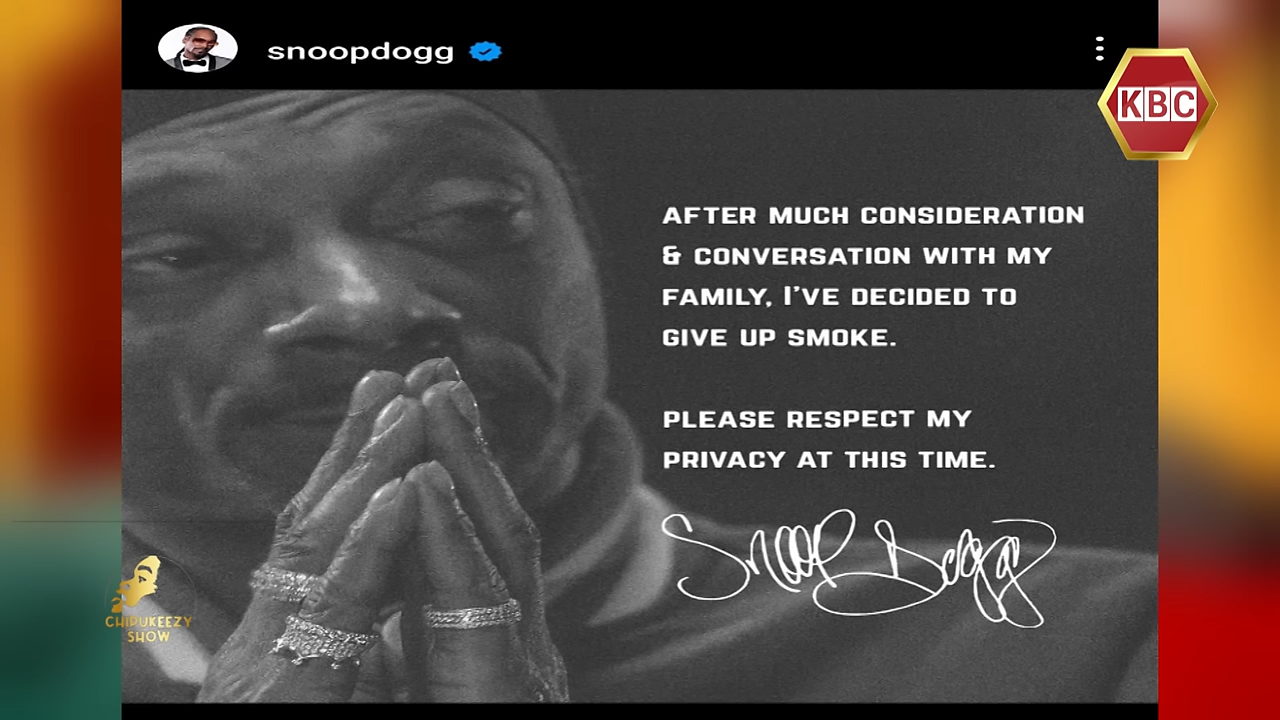 snoopdogg
KBC
AFTER MUCH CONSIDERATION
& CONVERSATION WITH MY
FAMILY, I'VE DECIDED TO
GIVE UP SMOKE.
PLEASE RESPECT MY
PRIVACY AT THIS TIME.
Snoop Dogg
CHIPUKEEZY
SHOW